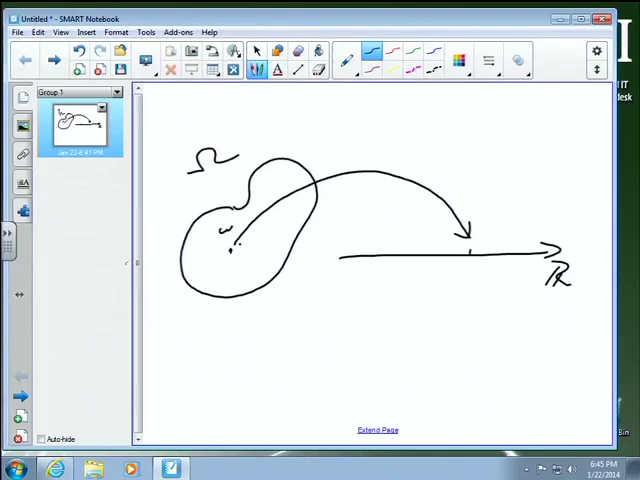 Untitled * - SMART Notebook
File Edit View Insert Format Tools Add-ons Help
Group 1
Jan 22-6:41 PM
Ω
ω
ℝ
Extend Page
Auto-hide
6:45 PM
1/22/2014